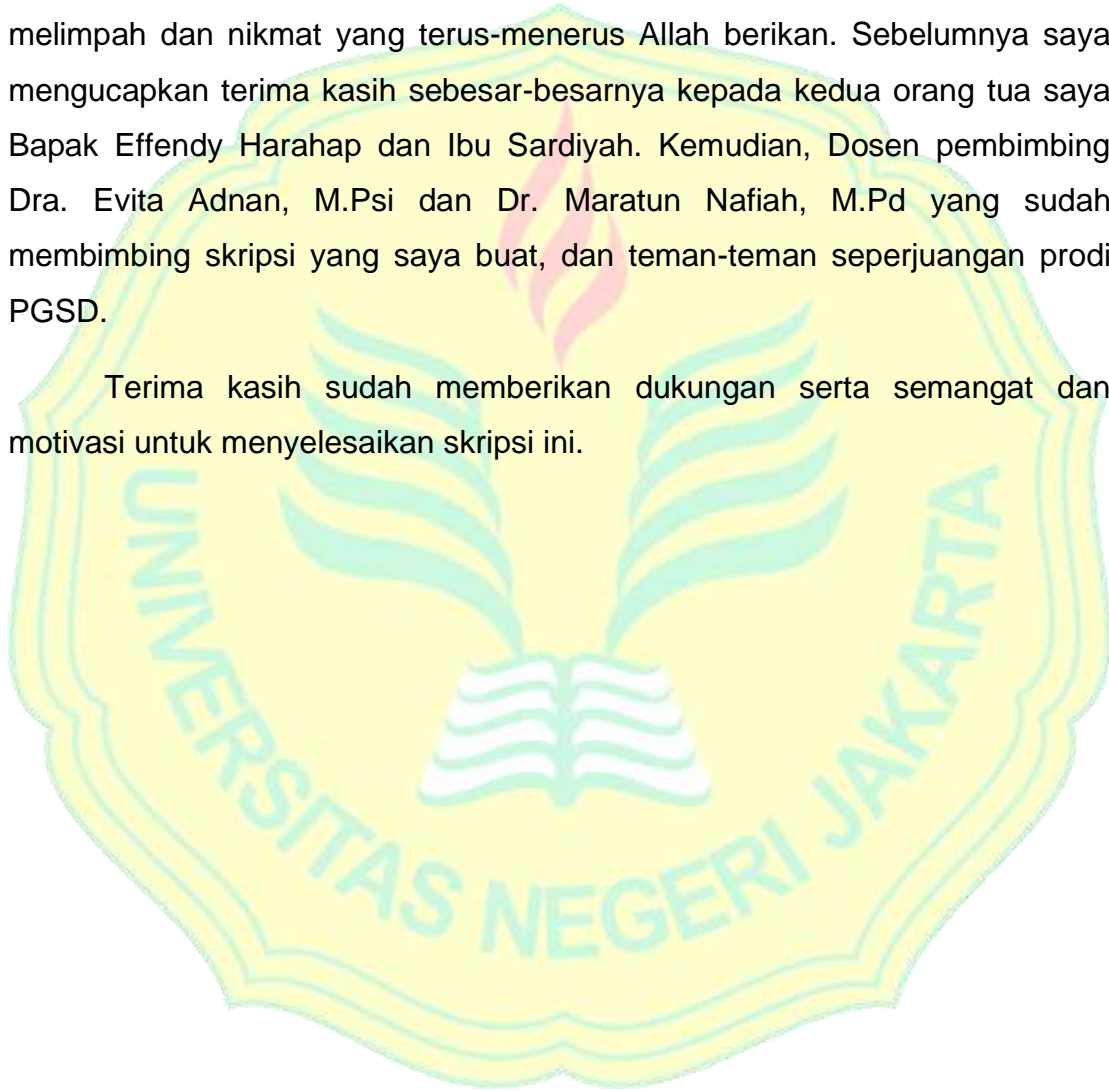 melimpah dan nikmat yang terus-menerus Allah berikan. Sebelumnya saya
mengucapkan terima kasih sebesar-besarnya kepada kedua orang tua saya
Bapak Effendy Harahap dan Ibu Sardiyah. Kemudian, Dosen pembimbing
Dra. Evita Adnan, M.Psi dan Dr. Maratun Nafiah, M.Pd yang sudah
membimbing skripsi yang saya buat, dan teman-teman seperjuangan prodi
PGSD.
Terima kasih sudah memberikan dukungan serta semangat dan
motivasi untuk menyelesaikan skripsi ini.
UNIVERSITAS NEGERI JAKARTA